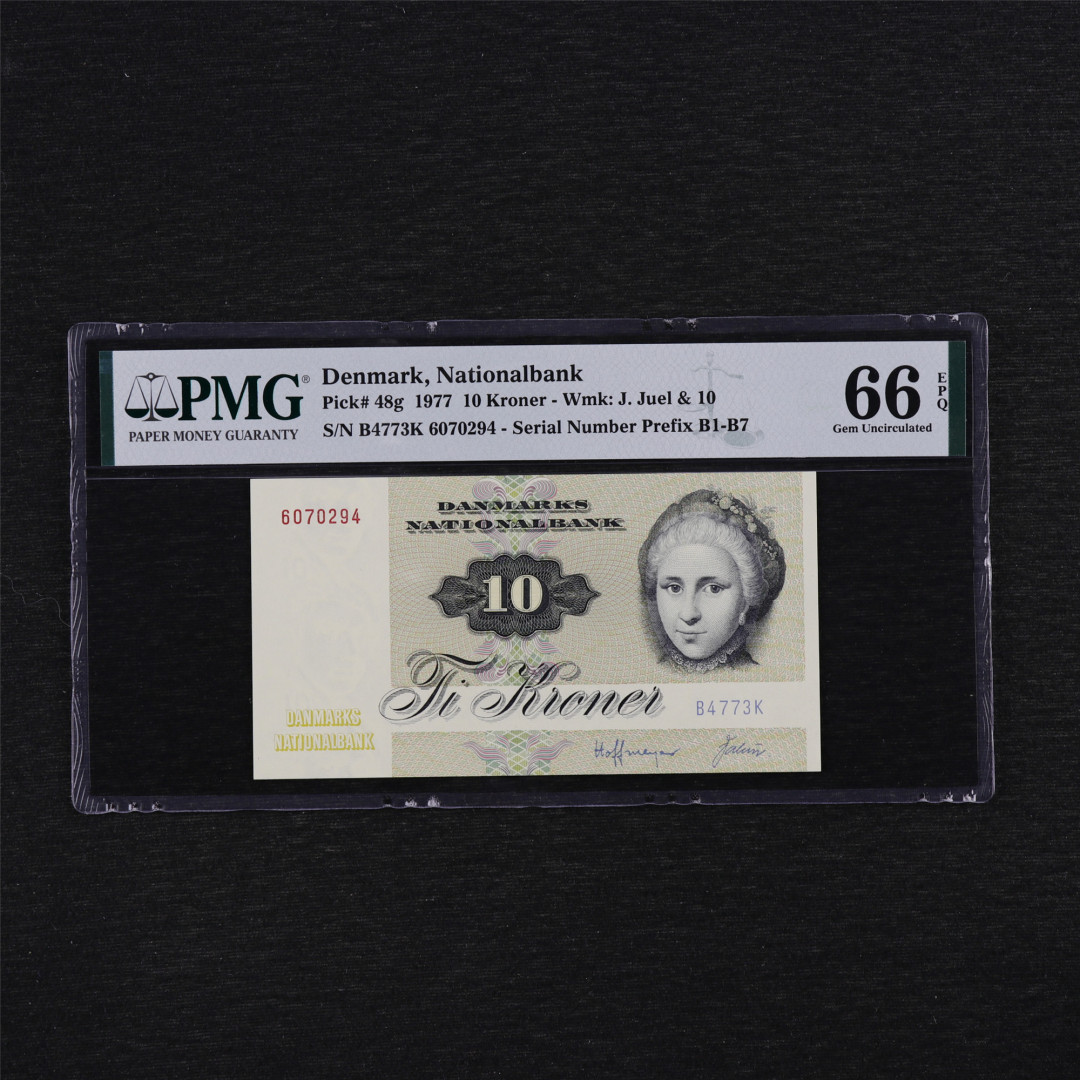 PMG®
PAPER MONEY GUARANTY
Denmark, Nationalbank
Pick# 48g 1977 10 Kroner - Wmk: J. Juel & 10
S/N B4773K 6070294 - Serial Number Prefix B1-B7
66 EPQ
Gem Uncirculated
6070294
DANMARKS
NATIONALBANK
10
Ti Kroner
B4773K
DANMARKS
NATIONALBANK
Hoffmeyer